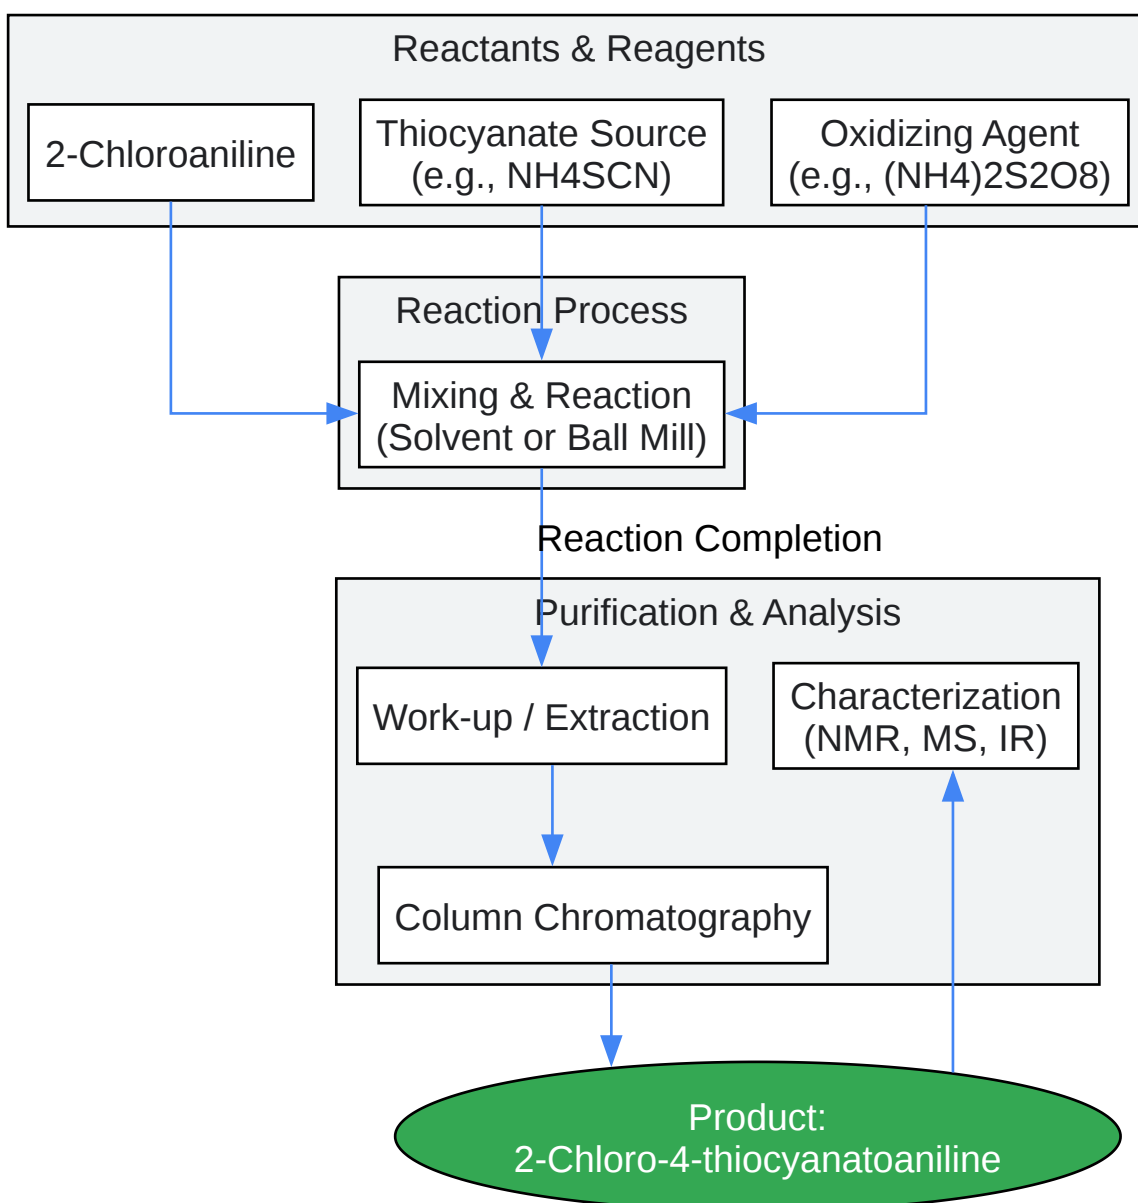 Reactants & Reagents
2-Chloroaniline
Thiocyanate Source
(e.g., NH4SCN)
Oxidizing Agent
(e.g., (NH4)2S2O8)
Reaction Process
Mixing & Reaction
(Solvent or Ball Mill)
Reaction Completion
Purification & Analysis
Work-up / Extraction
Characterization
(NMR, MS, IR)
Column Chromatography
Product:
2-Chloro-4-thiocyanatoaniline